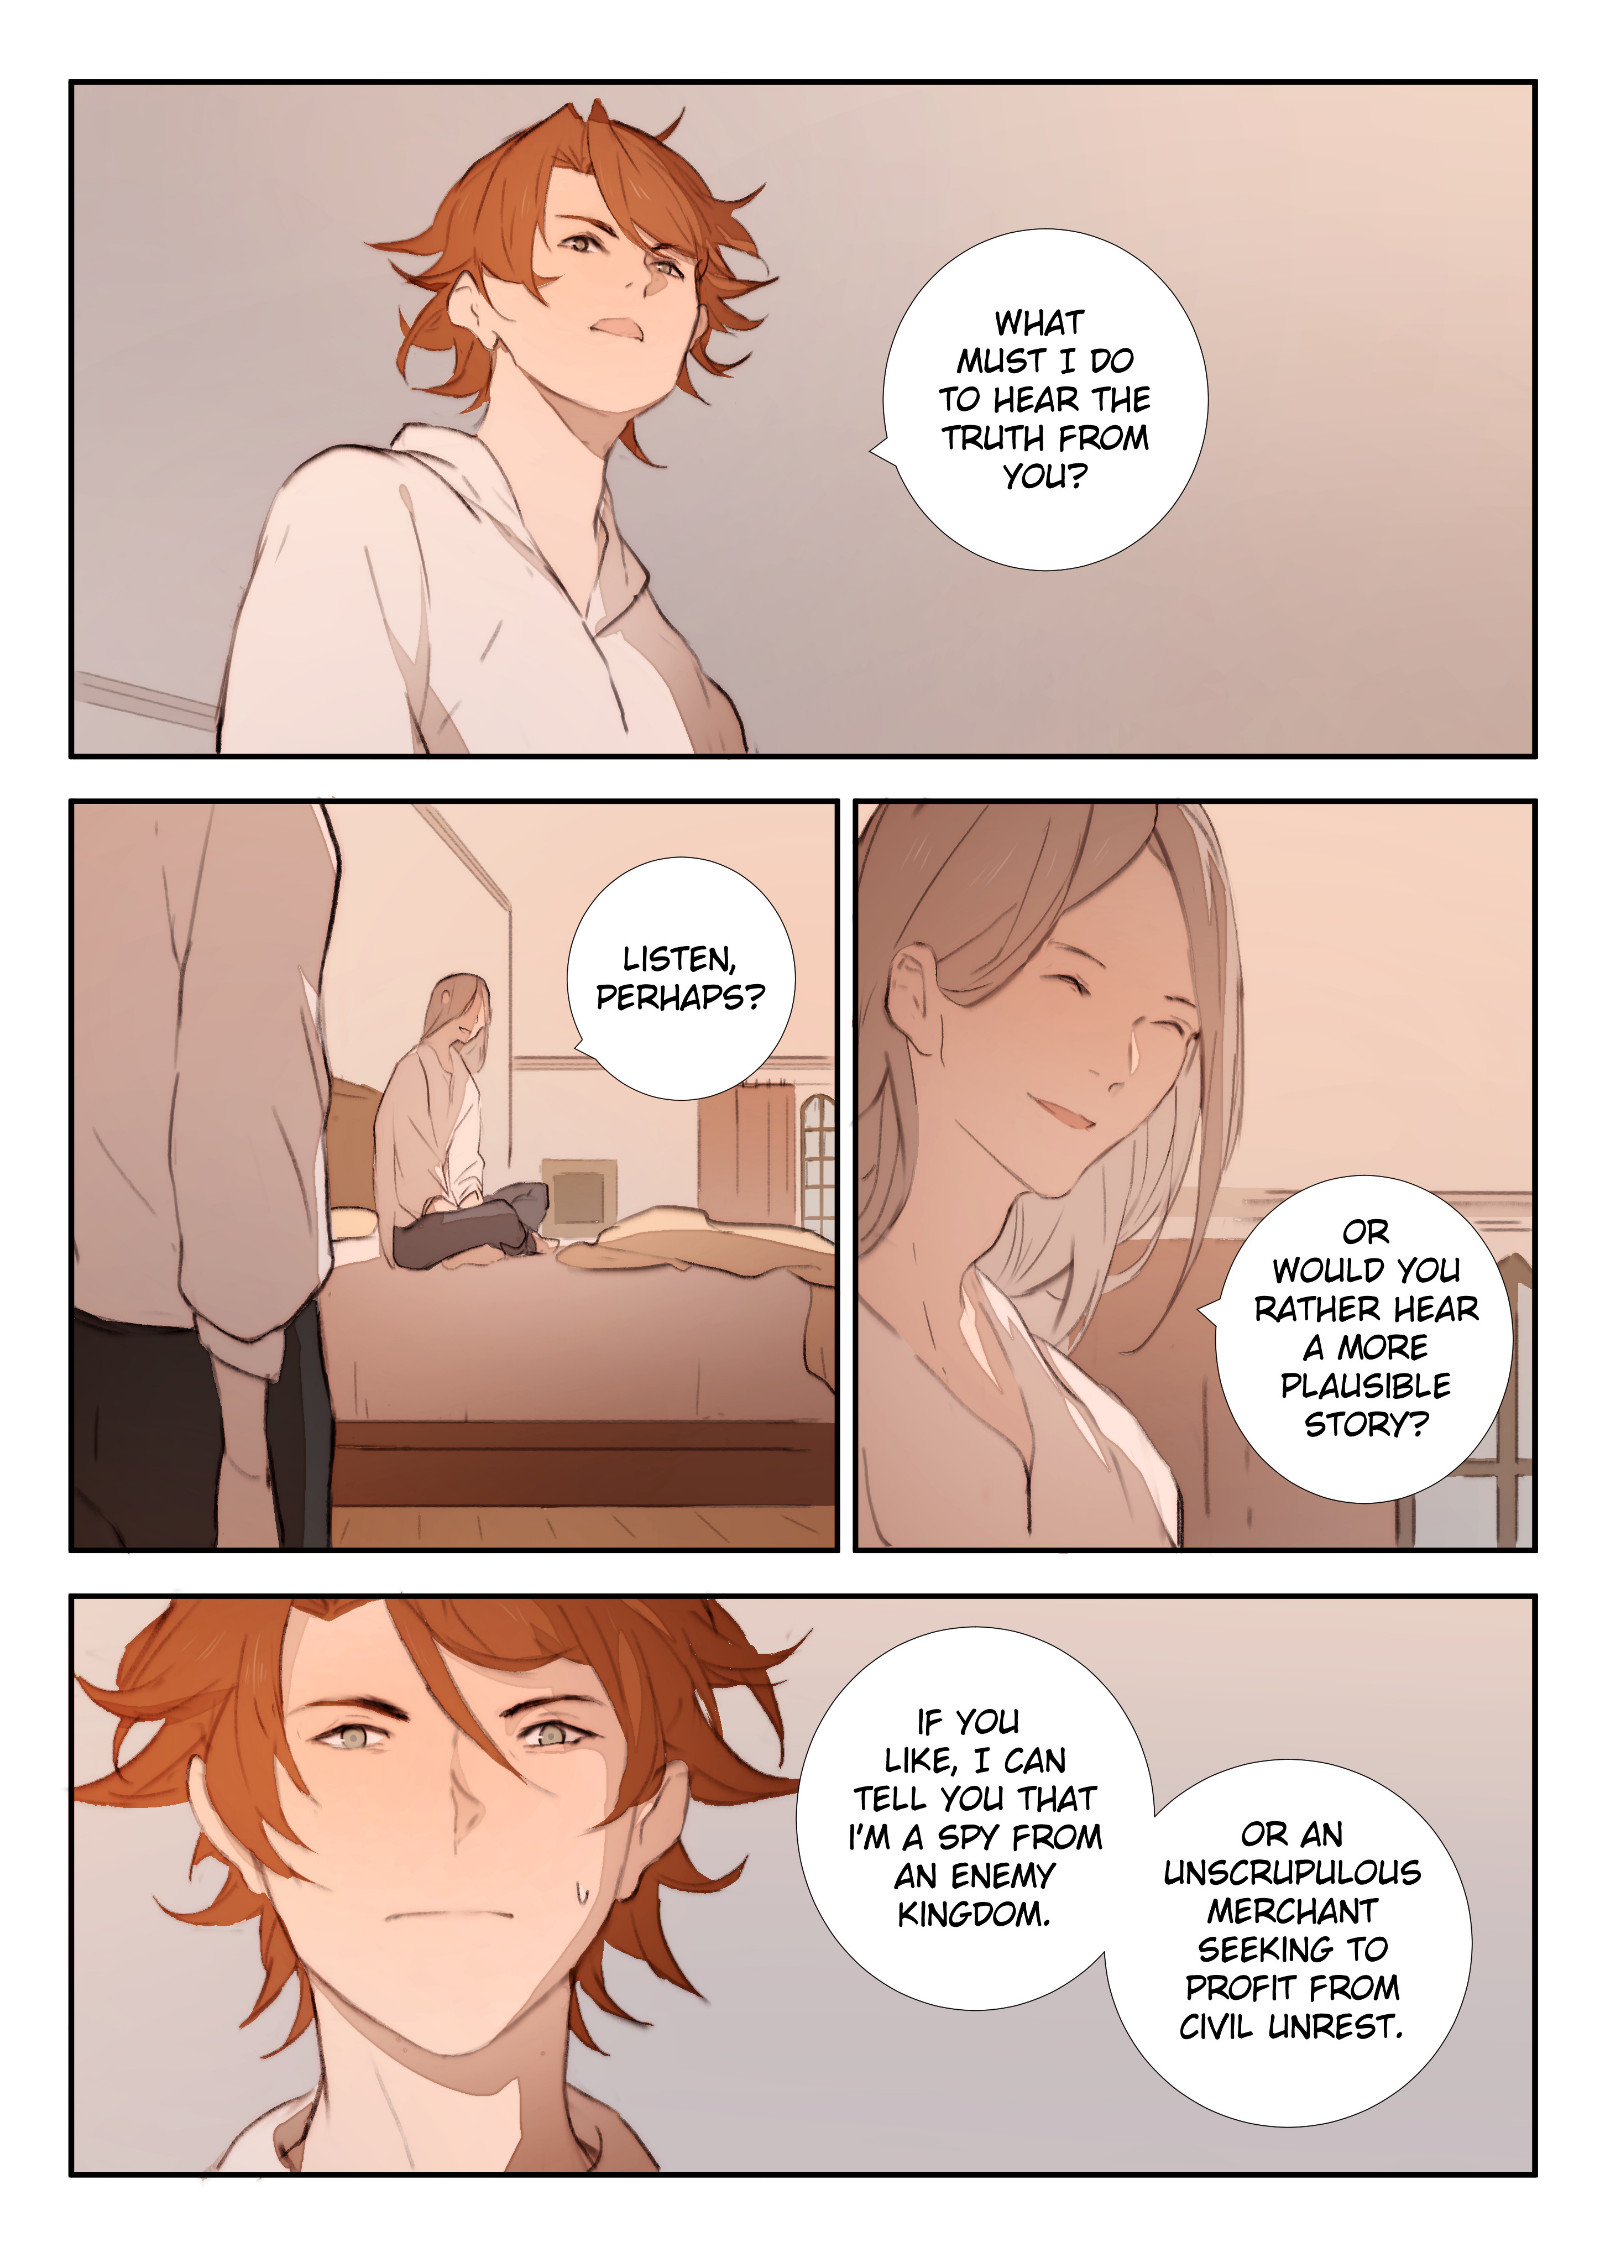 WHAT
MUST I DO
TO HEAR THE
TRUTH FROM
YOU?
LISTEN,
PERHAPS?
OR
WOULD YOU
RATHER HEAR
A MORE
PLAUSIBLE
STORY?
IF YOU
LIKE, I CAN
TELL YOU THAT
I'M A SPY FROM
AN ENEMY
KINGDOM.
OR AN
UNSCRUPULOUS
MERCHANT
SEEKING TO
PROFIT FROM
CIVIL UNREST.